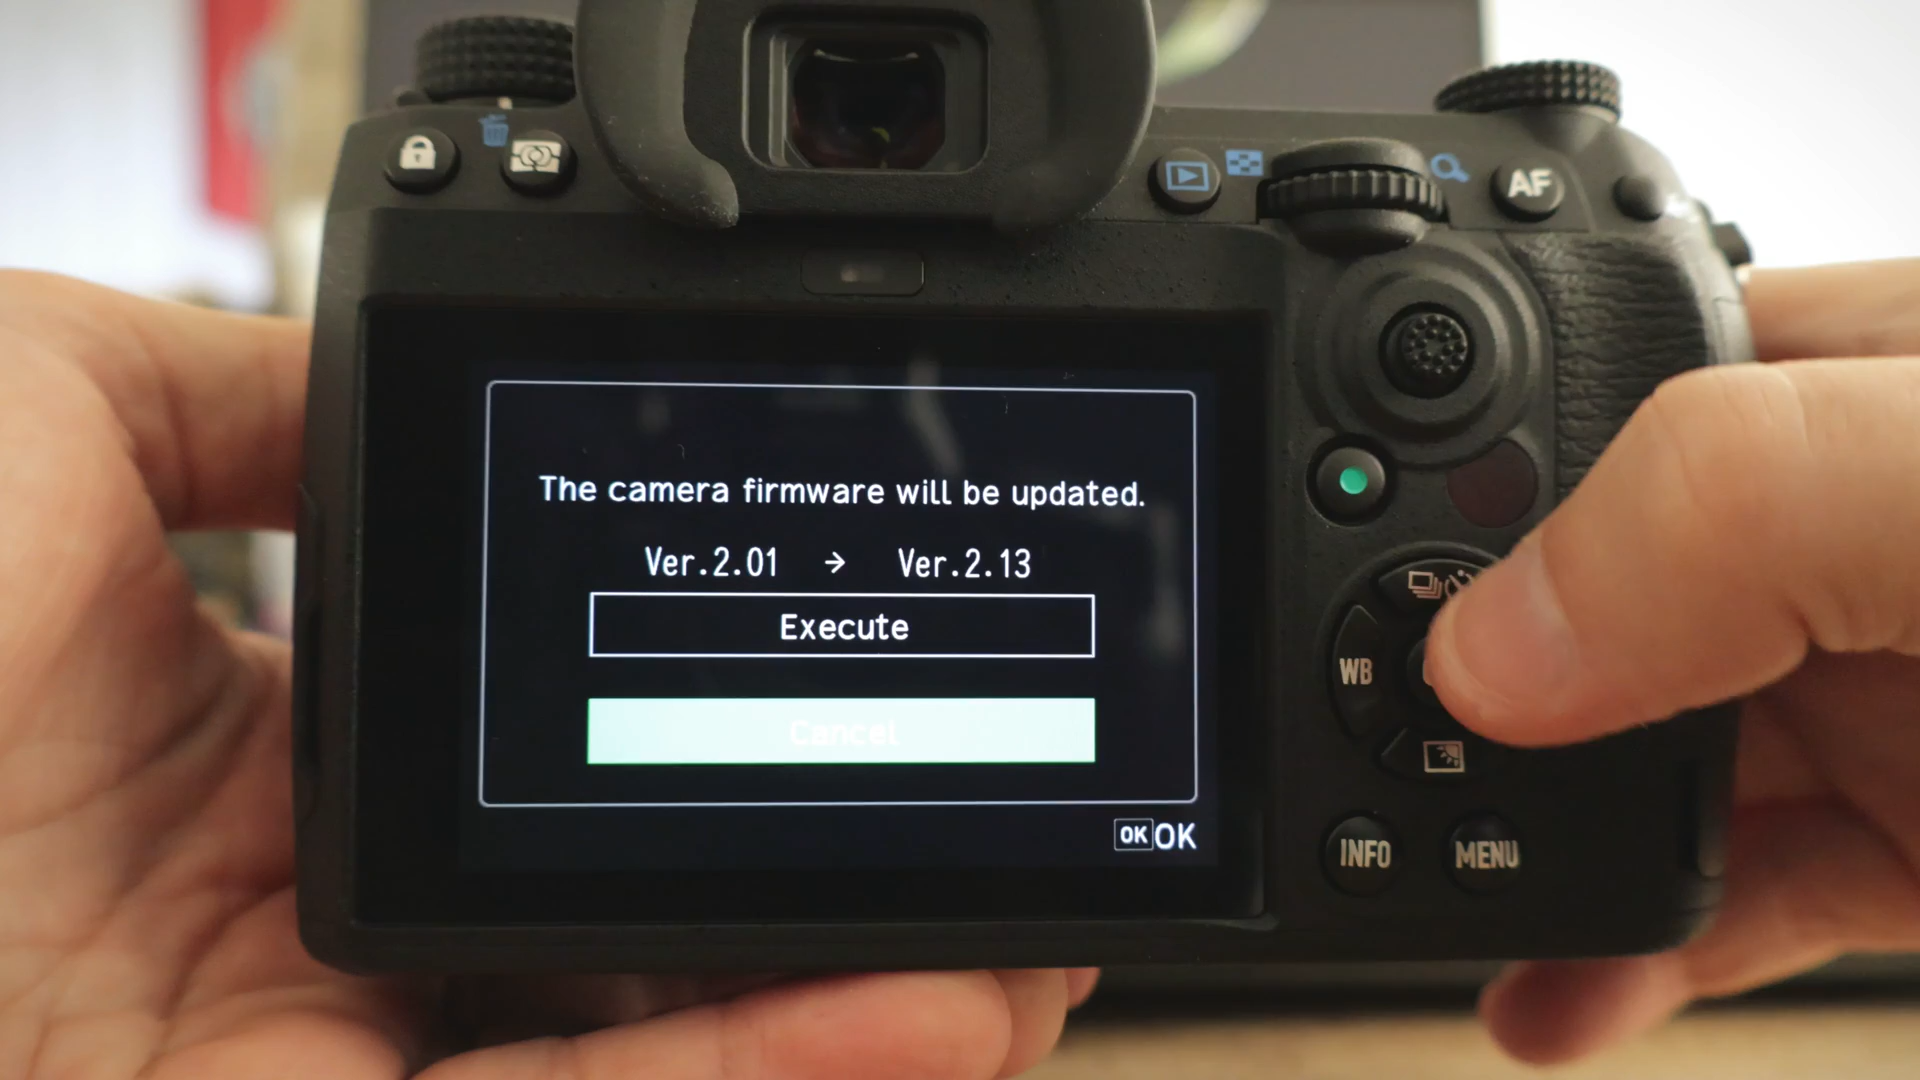 AF
The camera firmware will be updated.
Ver.2.01 → Ver.2.13
Execute
Cancel
OK OK
WB
INFO MENU